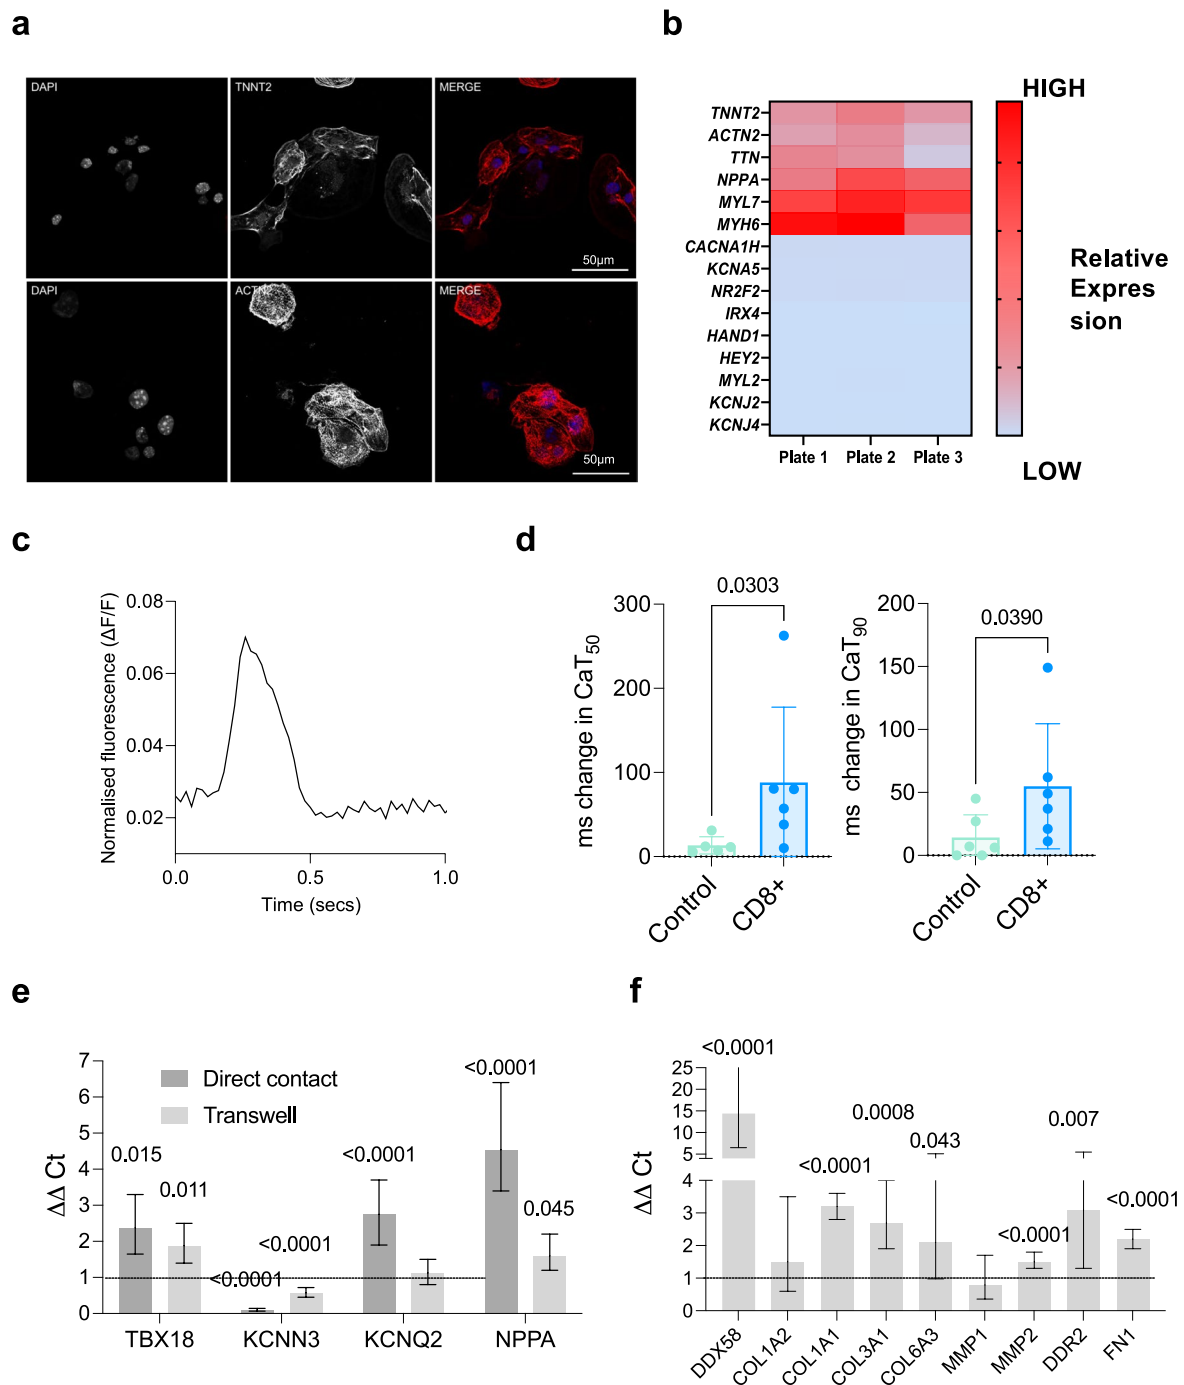 a
DAPI
TNNT2
MERGE
50µm
DAPI
ACTN2
MERGE
50µm
b
HIGH
TNNT2
ACTN2
TTN
NPPA
MYL7
MYH6
CACNA1H
KCNA5
NR2F2
IRX4
HAND1
HEY2
MYL2
KCNJ2
KCNJ4
Plate 1 Plate 2 Plate 3
Relative
Expres
sion
LOW
c
Normalised fluorescence (ΔF/F)
0.08
0.06
0.04
0.02
0.0 0.5 1.0
Time (secs)
d
ms change in CaT50
300
200
100
0
0.0303
Control
CD8+
ms change in CaT90
200
150
100
50
0
0.0390
Control
CD8+
e
ΔΔ Ct
7
6
5
4
3
2
1
0
Direct contact
Transwell
0.015
0.011
<0.0001
<0.0001
<0.0001
<0.0001
0.045
TBX18 KCNN3 KCNQ2 NPPA
f
ΔΔ Ct
25
20
15
10
5
4
3
2
1
0
<0.0001
<0.0001
0.0008
0.043
<0.0001
0.007
<0.0001
DDX58
COL1A2
COL1A1
COL3A1
COL6A3
MMP1
MMP2
DDR2
FN1